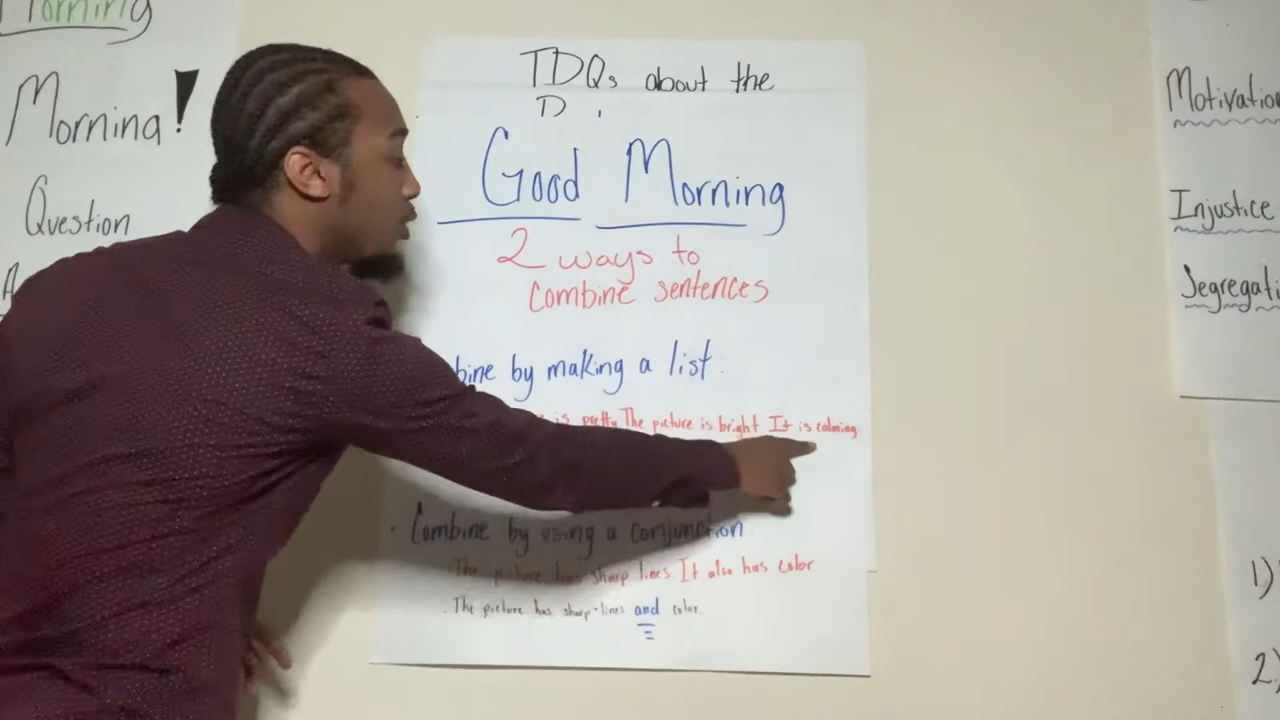 Morning
Morning!
Question
TDQs about the
Good Morning
2 ways to
Combine sentences
bine by making a list:
is pretty The picture is bright It is calming
· Combine by using a conjunction
The picture has sharp lines. It also has color
The picture has sharp-lines and color.
Motivation
Injustice
Segregati
1)
2)